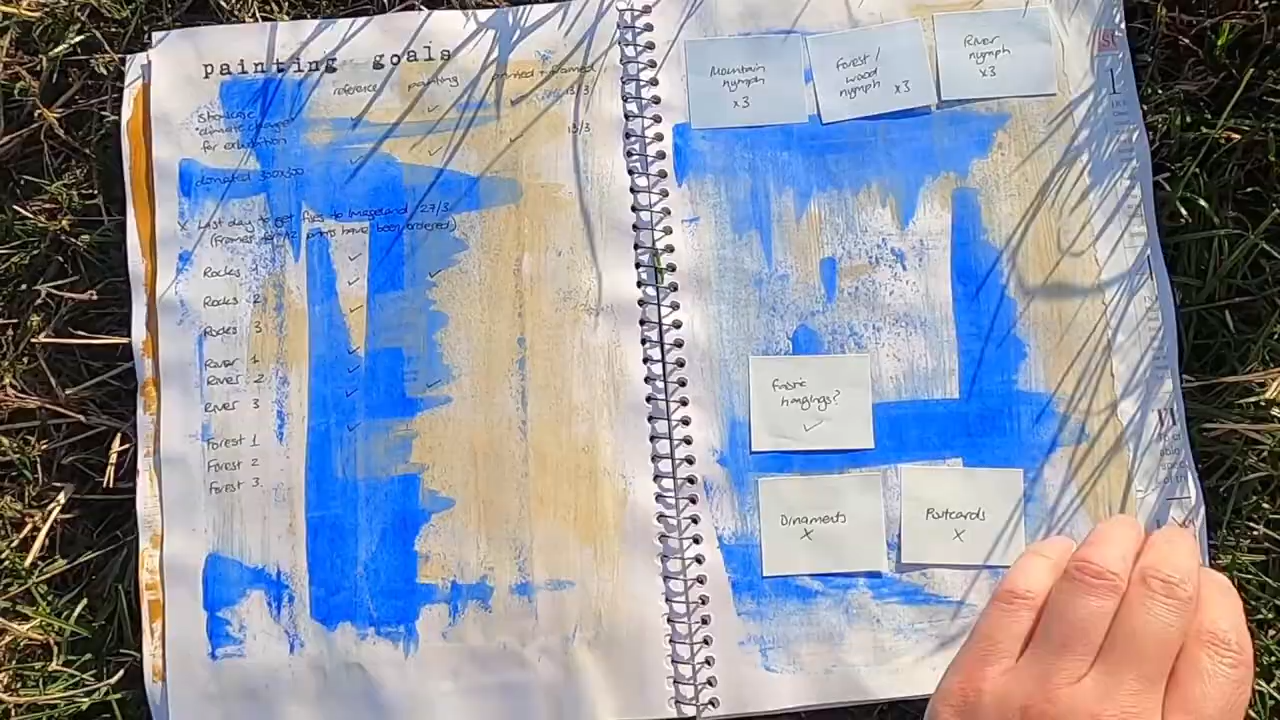 painting goals
reference painting printed + framed
showcase 13/3
"climate change"
for exhibition 13/3
donated 300x300
x Last day to get files to Imageland 27/3
(frames for A2 prints have been ordered)
Rocks 1
Rocks 2
Rocks 3
River 1
River 2
River 3
Forest 1
Forest 2
Forest 3.
Mountain
nymph
x3
Forest /
wood
nymph x3
River
nymph
x3
Fabric
hangings?
✓
Ornaments
x
Postcards
x
st
1